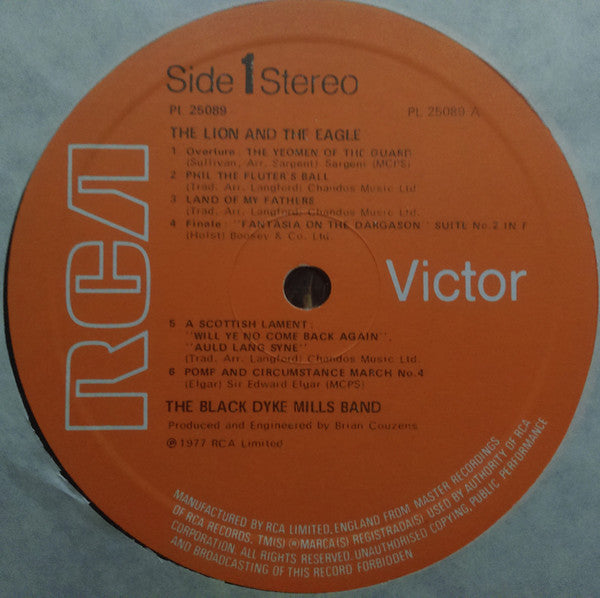 Side 1 Stereo
PL 25089 PL 25089 A
THE LION AND THE EAGLE
1 Overture: THE YEOMEN OF THE GUARD
(Sullivan, Arr. Sargent) Sargent (MCPS)
2 PHIL THE FLUTER'S BALL
(Trad. Arr. Langford) Chandos Music Ltd.
3 LAND OF MY FATHERS
(Trad. Arr. Langford) Chandos Music Ltd.
4 Finale: "FANTASIA ON THE DARGASON" SUITE No.2 IN F
(Holst) Boosey & Co. Ltd.
RCA
Victor
5 A SCOTTISH LAMENT:
"WILL YE NO COME BACK AGAIN",
"AULD LANG SYNE"
(Trad. Arr. Langford) Chandos Music Ltd.
6 POMP AND CIRCUMSTANCE MARCH No.4
(Elgar) Sir Edward Elgar (MCPS)
THE BLACK DYKE MILLS BAND
Produced and Engineered by Brian Couzens
℗ 1977 RCA Limited
MANUFACTURED BY RCA LIMITED, ENGLAND FROM MASTER RECORDINGS
OF RCA RECORDS. TM(S) ® MARCA(S) REGISTRADA(S) USED BY AUTHORITY OF RCA
CORPORATION. ALL RIGHTS RESERVED. UNAUTHORISED COPYING, PUBLIC PERFORMANCE
AND BROADCASTING OF THIS RECORD FORBIDDEN